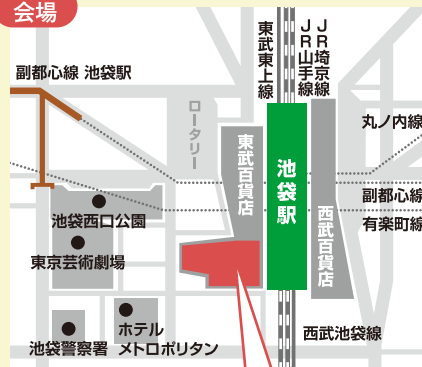 会場
副都心線 池袋駅
東武東上線
JR山手線
JR埼京線
ロータリー
丸ノ内線
東武百貨店
池袋駅
副都心線
西武百貨店
有楽町線
池袋西口公園
東京芸術劇場
ホテル
メトロポリタン
池袋警察署
西武池袋線